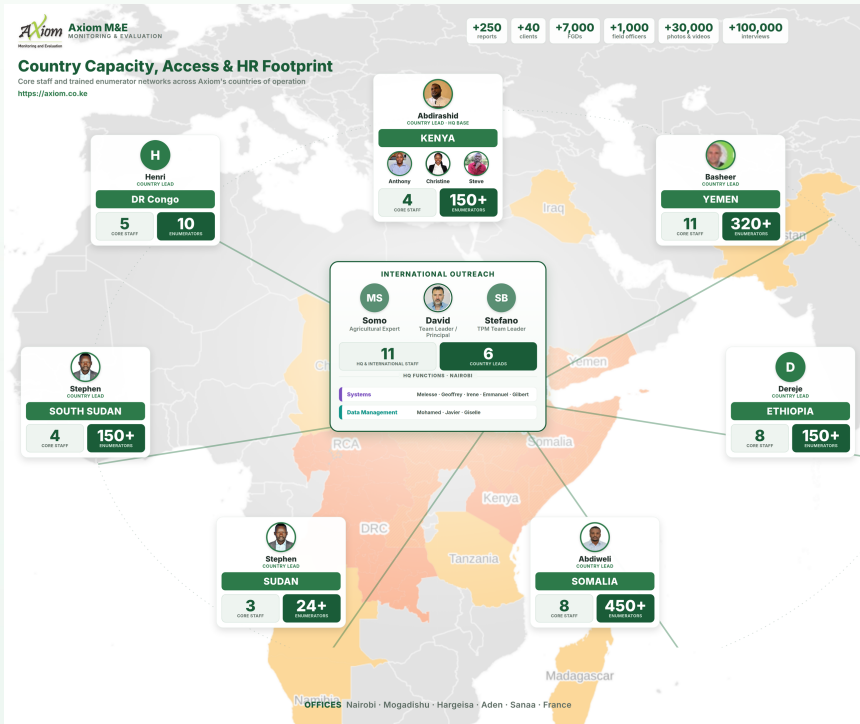 Axiom
Monitoring and Evaluation
Axiom M&E
MONITORING & EVALUATION
+250
reports
+40
clients
+7,000
FGDs
+1,000
field officers
+30,000
photos & videos
+100,000
interviews
Country Capacity, Access & HR Footprint
Core staff and trained enumerator networks across Axiom's countries of operation
https://axiom.co.ke
Abdirashid
COUNTRY LEAD · HQ BASE
KENYA
Anthony
Christine
Steve
4
CORE STAFF
150+
ENUMERATORS
H
Henri
COUNTRY LEAD
DR Congo
5
CORE STAFF
10
ENUMERATORS
Basheer
COUNTRY LEAD
YEMEN
11
CORE STAFF
320+
ENUMERATORS
Iraq
stan
INTERNATIONAL OUTREACH
MS
Somo
Agricultural Expert
David
Team Leader /
Principal
SB
Stefano
TPM Team Leader
11
HQ & INTERNATIONAL STAFF
6
COUNTRY LEADS
HQ FUNCTIONS · NAIROBI
Systems
Melesse · Geoffrey · Irene · Emmanuel · Gilbert
Data Management
Mohamed · Javier · Giselle
Ch
Yemen
Stephen
COUNTRY LEAD
SOUTH SUDAN
4
CORE STAFF
150+
ENUMERATORS
D
Dereje
COUNTRY LEAD
ETHIOPIA
8
CORE STAFF
150+
ENUMERATORS
RCA
Somalia
Kenya
DRC
Tanzania
Stephen
COUNTRY LEAD
SUDAN
3
CORE STAFF
24+
ENUMERATORS
Abdiweli
COUNTRY LEAD
SOMALIA
8
CORE STAFF
450+
ENUMERATORS
Madagascar
Namibia
OFFICES Nairobi · Mogadishu · Hargeisa · Aden · Sanaa · France